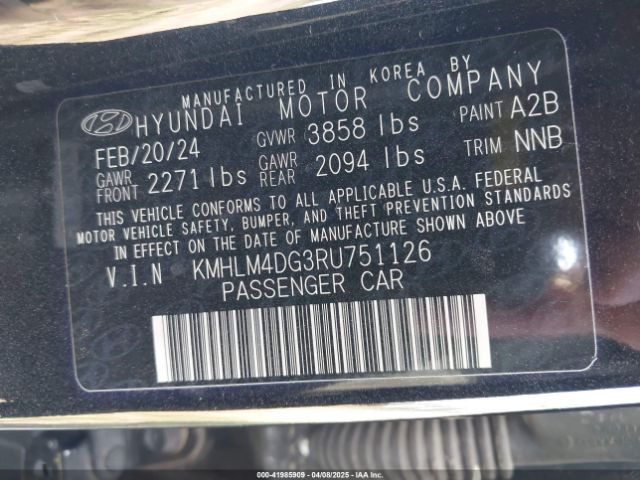 MANUFACTURED IN KOREA BY
HYUNDAI MOTOR COMPANY
FEB/20/24 GVWR 3858 lbs PAINT A2B
GAWR FRONT 2271 lbs GAWR REAR 2094 lbs TRIM NNB
THIS VEHICLE CONFORMS TO ALL APPLICABLE U.S.A. FEDERAL
MOTOR VEHICLE SAFETY, BUMPER, AND THEFT PREVENTION STANDARDS
IN EFFECT ON THE DATE OF MANUFACTURE SHOWN ABOVE
V.I.N KMHLM4DG3RU751126
PASSENGER CAR
000-41985909 | 04/08/2025 | IAA, Inc.